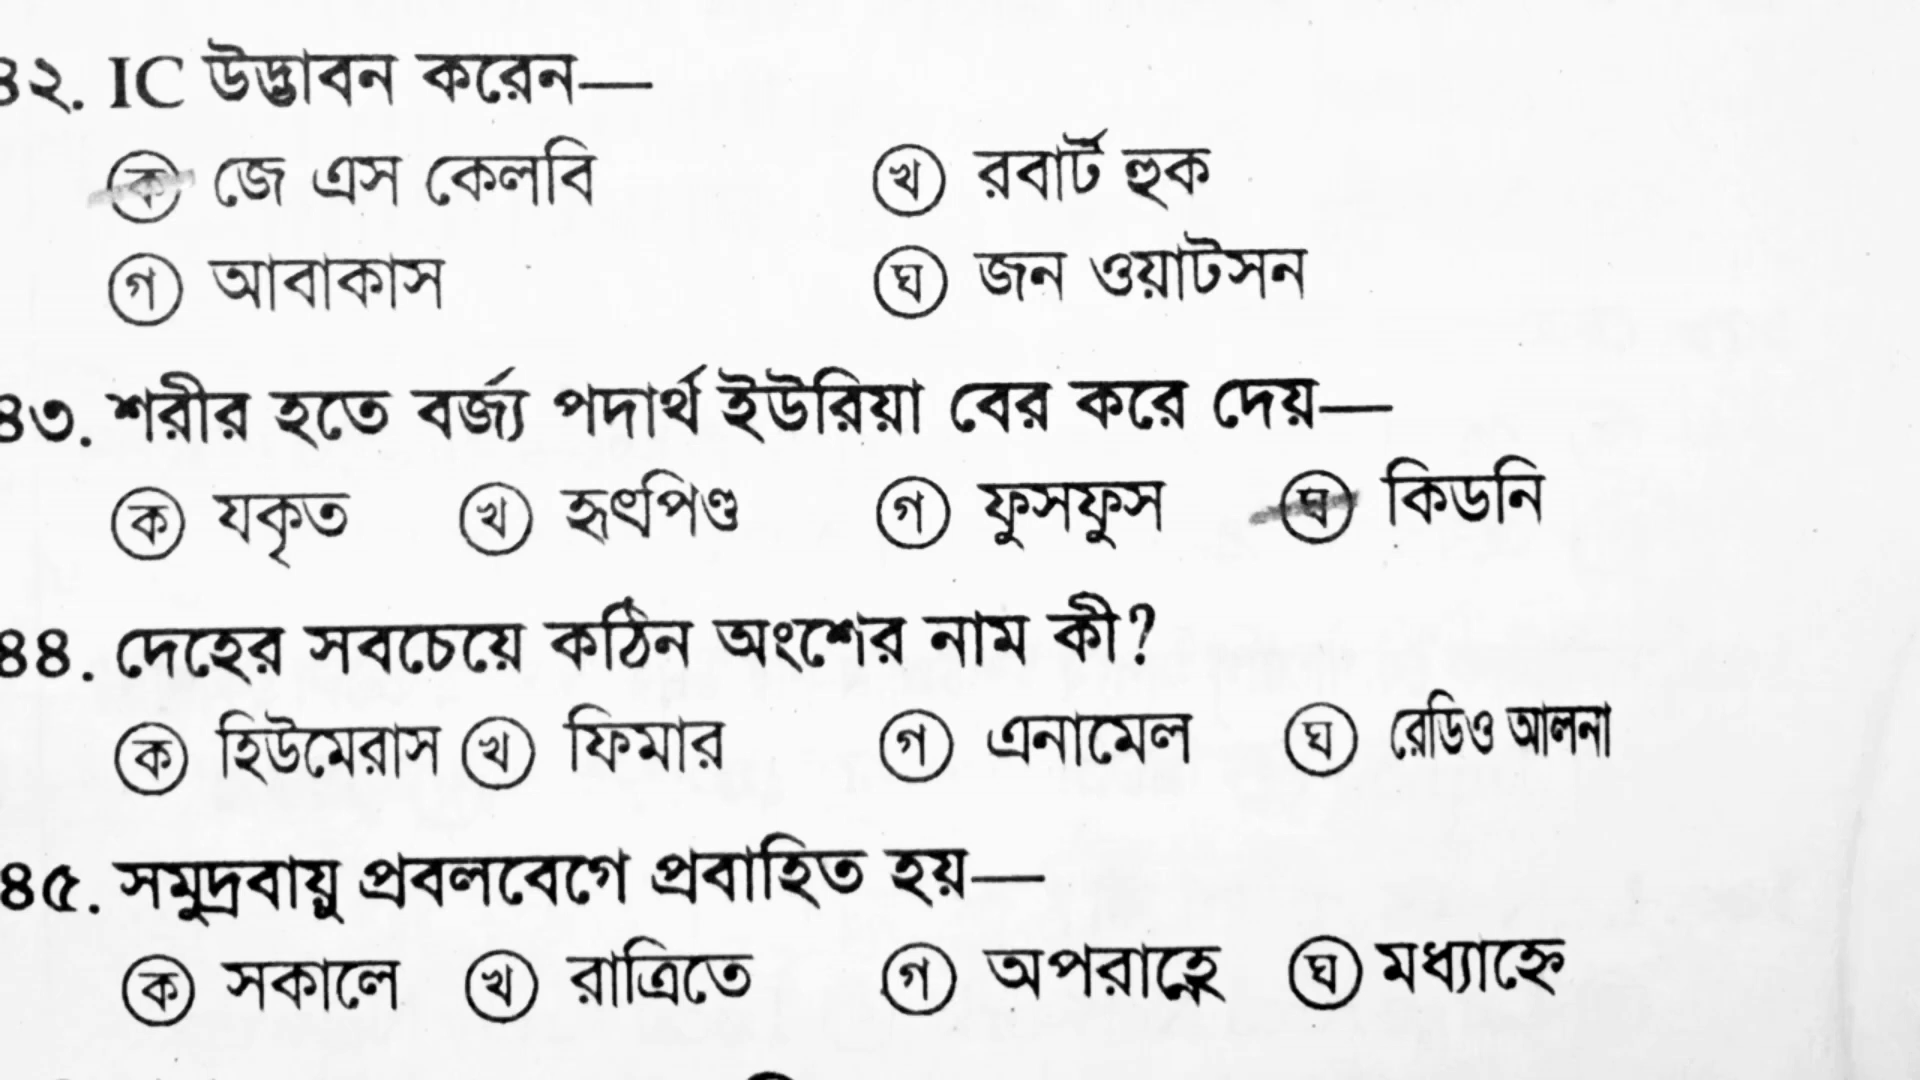 ৪২. IC উদ্ভাবন করেন—
ক জে এস কেলবি খ রবার্ট হুক
গ আবাকাস ঘ জন ওয়াটসন
৪৩. শরীর হতে বর্জ্য পদার্থ ইউরিয়া বের করে দেয়—
ক যকৃত খ হৃৎপিণ্ড গ ফুসফুস ঘ কিডনি
৪৪. দেহের সবচেয়ে কঠিন অংশের নাম কী?
ক হিউমেরাস খ ফিমার গ এনামেল ঘ রেডিও আলনা
৪৫. সমুদ্রবায়ু প্রবলবেগে প্রবাহিত হয়—
ক সকালে খ রাত্রিতে গ অপরাহ্ণে ঘ মধ্যাহ্নে